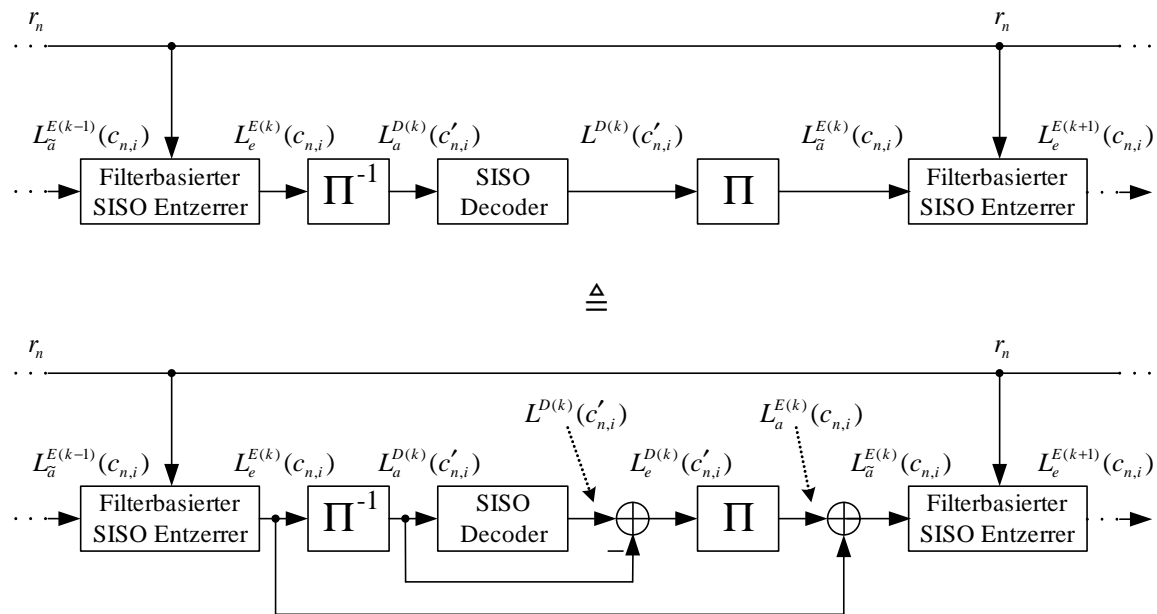 r_n r_n
· · · · · ·
L_ã^{E(k−1)}(c_{n,i}) L_e^{E(k)}(c_{n,i}) L_a^{D(k)}(c′_{n,i}) L^{D(k)}(c′_{n,i}) L_ã^{E(k)}(c_{n,i}) L_e^{E(k+1)}(c_{n,i})
· · · Filterbasierter SISO Filterbasierter
SISO Entzerrer Π^{-1} Decoder Π SISO Entzerrer · · ·
≜
r_n r_n
· · · · · ·
L^{D(k)}(c′_{n,i}) L_a^{E(k)}(c_{n,i})
L_ã^{E(k−1)}(c_{n,i}) L_e^{E(k)}(c_{n,i}) L_a^{D(k)}(c′_{n,i}) L_e^{D(k)}(c′_{n,i}) L_ã^{E(k)}(c_{n,i}) L_e^{E(k+1)}(c_{n,i})
· · · Filterbasierter SISO Filterbasierter
SISO Entzerrer Π^{-1} Decoder Π SISO Entzerrer · · ·
−